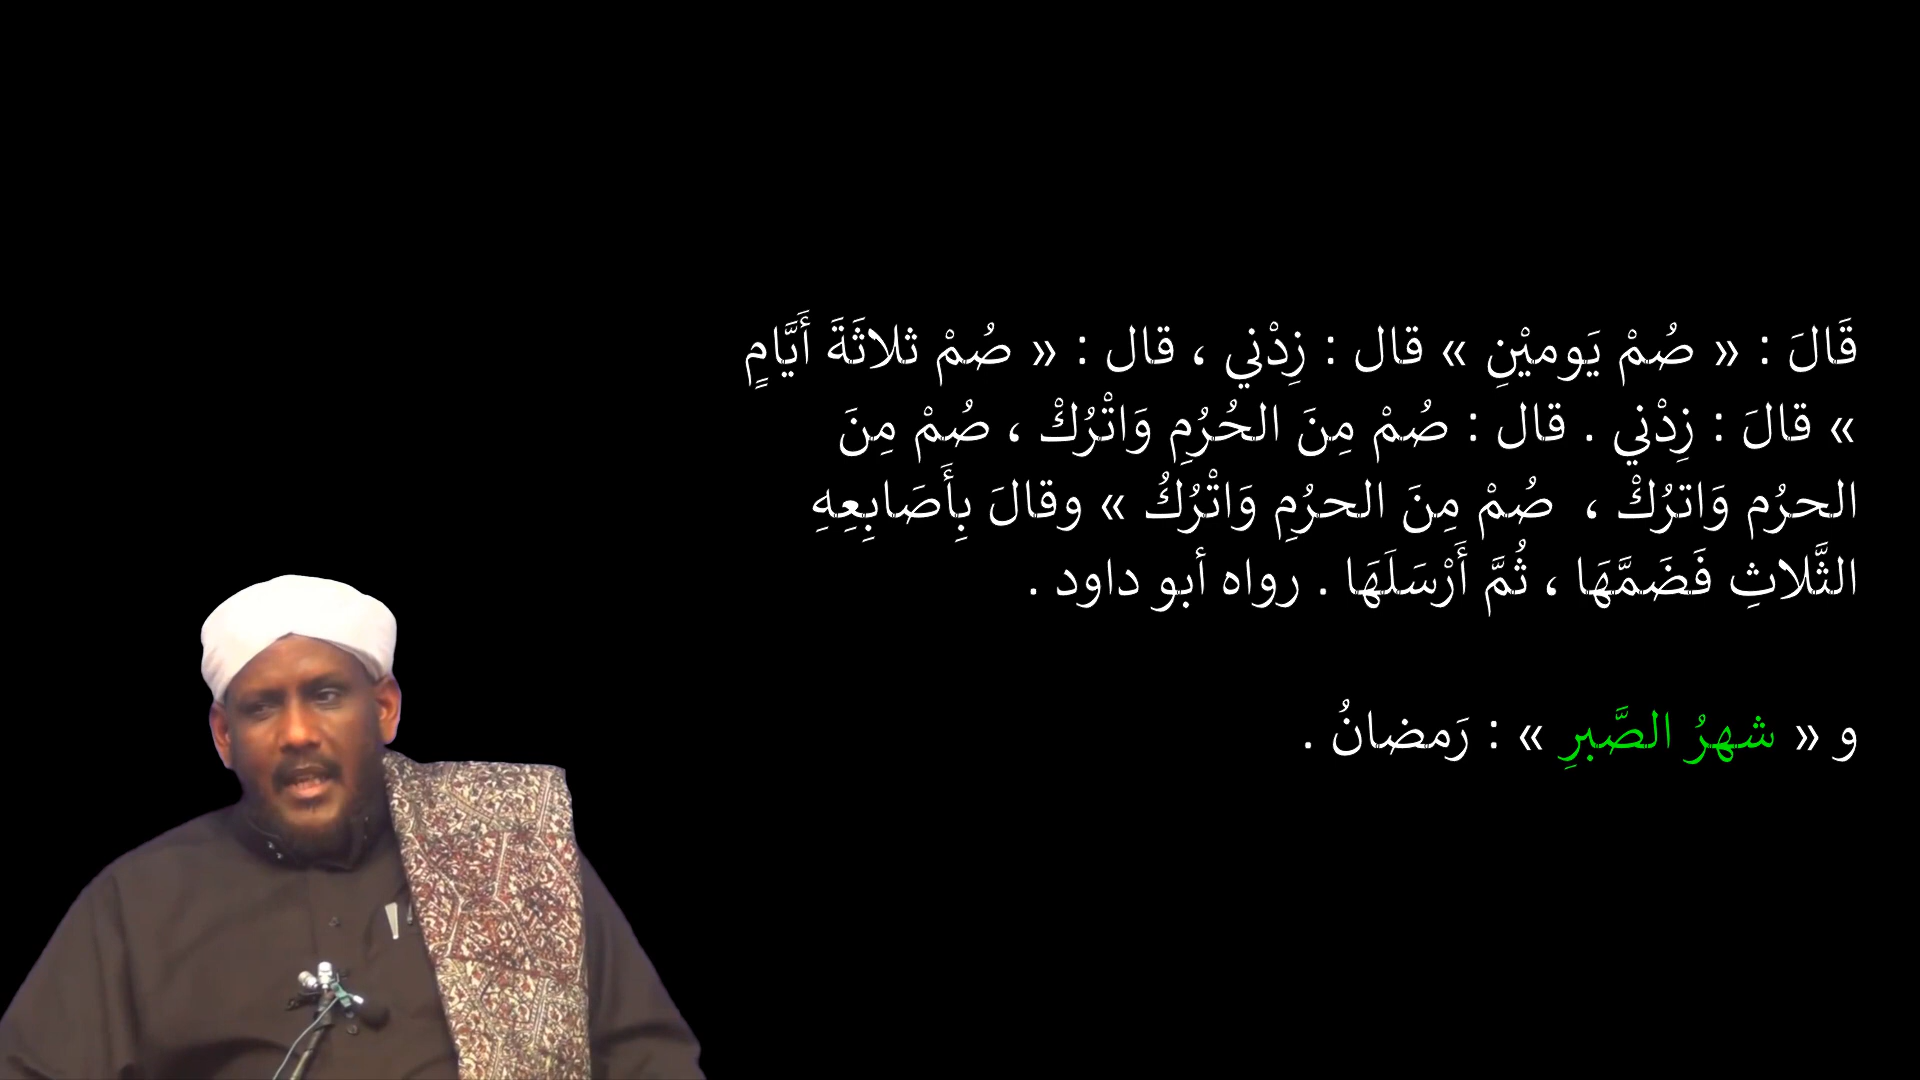 قَالَ : « صُمْ يَوميْنِ » قال : زِدْني ، قال : « صُمْ ثلاثَةَ أَيَّامٍ
» قالَ : زِدْني . قال : صُمْ مِنَ الحُرُمِ وَاتْرُكْ ، صُمْ مِنَ
الحرُم وَاترُكْ ، صُمْ مِنَ الحرُمِ وَاتْرُكُ » وقالَ بِأَصَابِعِهِ
الثَّلاثِ فَضَمَّهَا ، ثُمَّ أَرْسَلَهَا . رواه أبو داود .
و « شهرُ الصَّبرِ » : رَمضانُ .